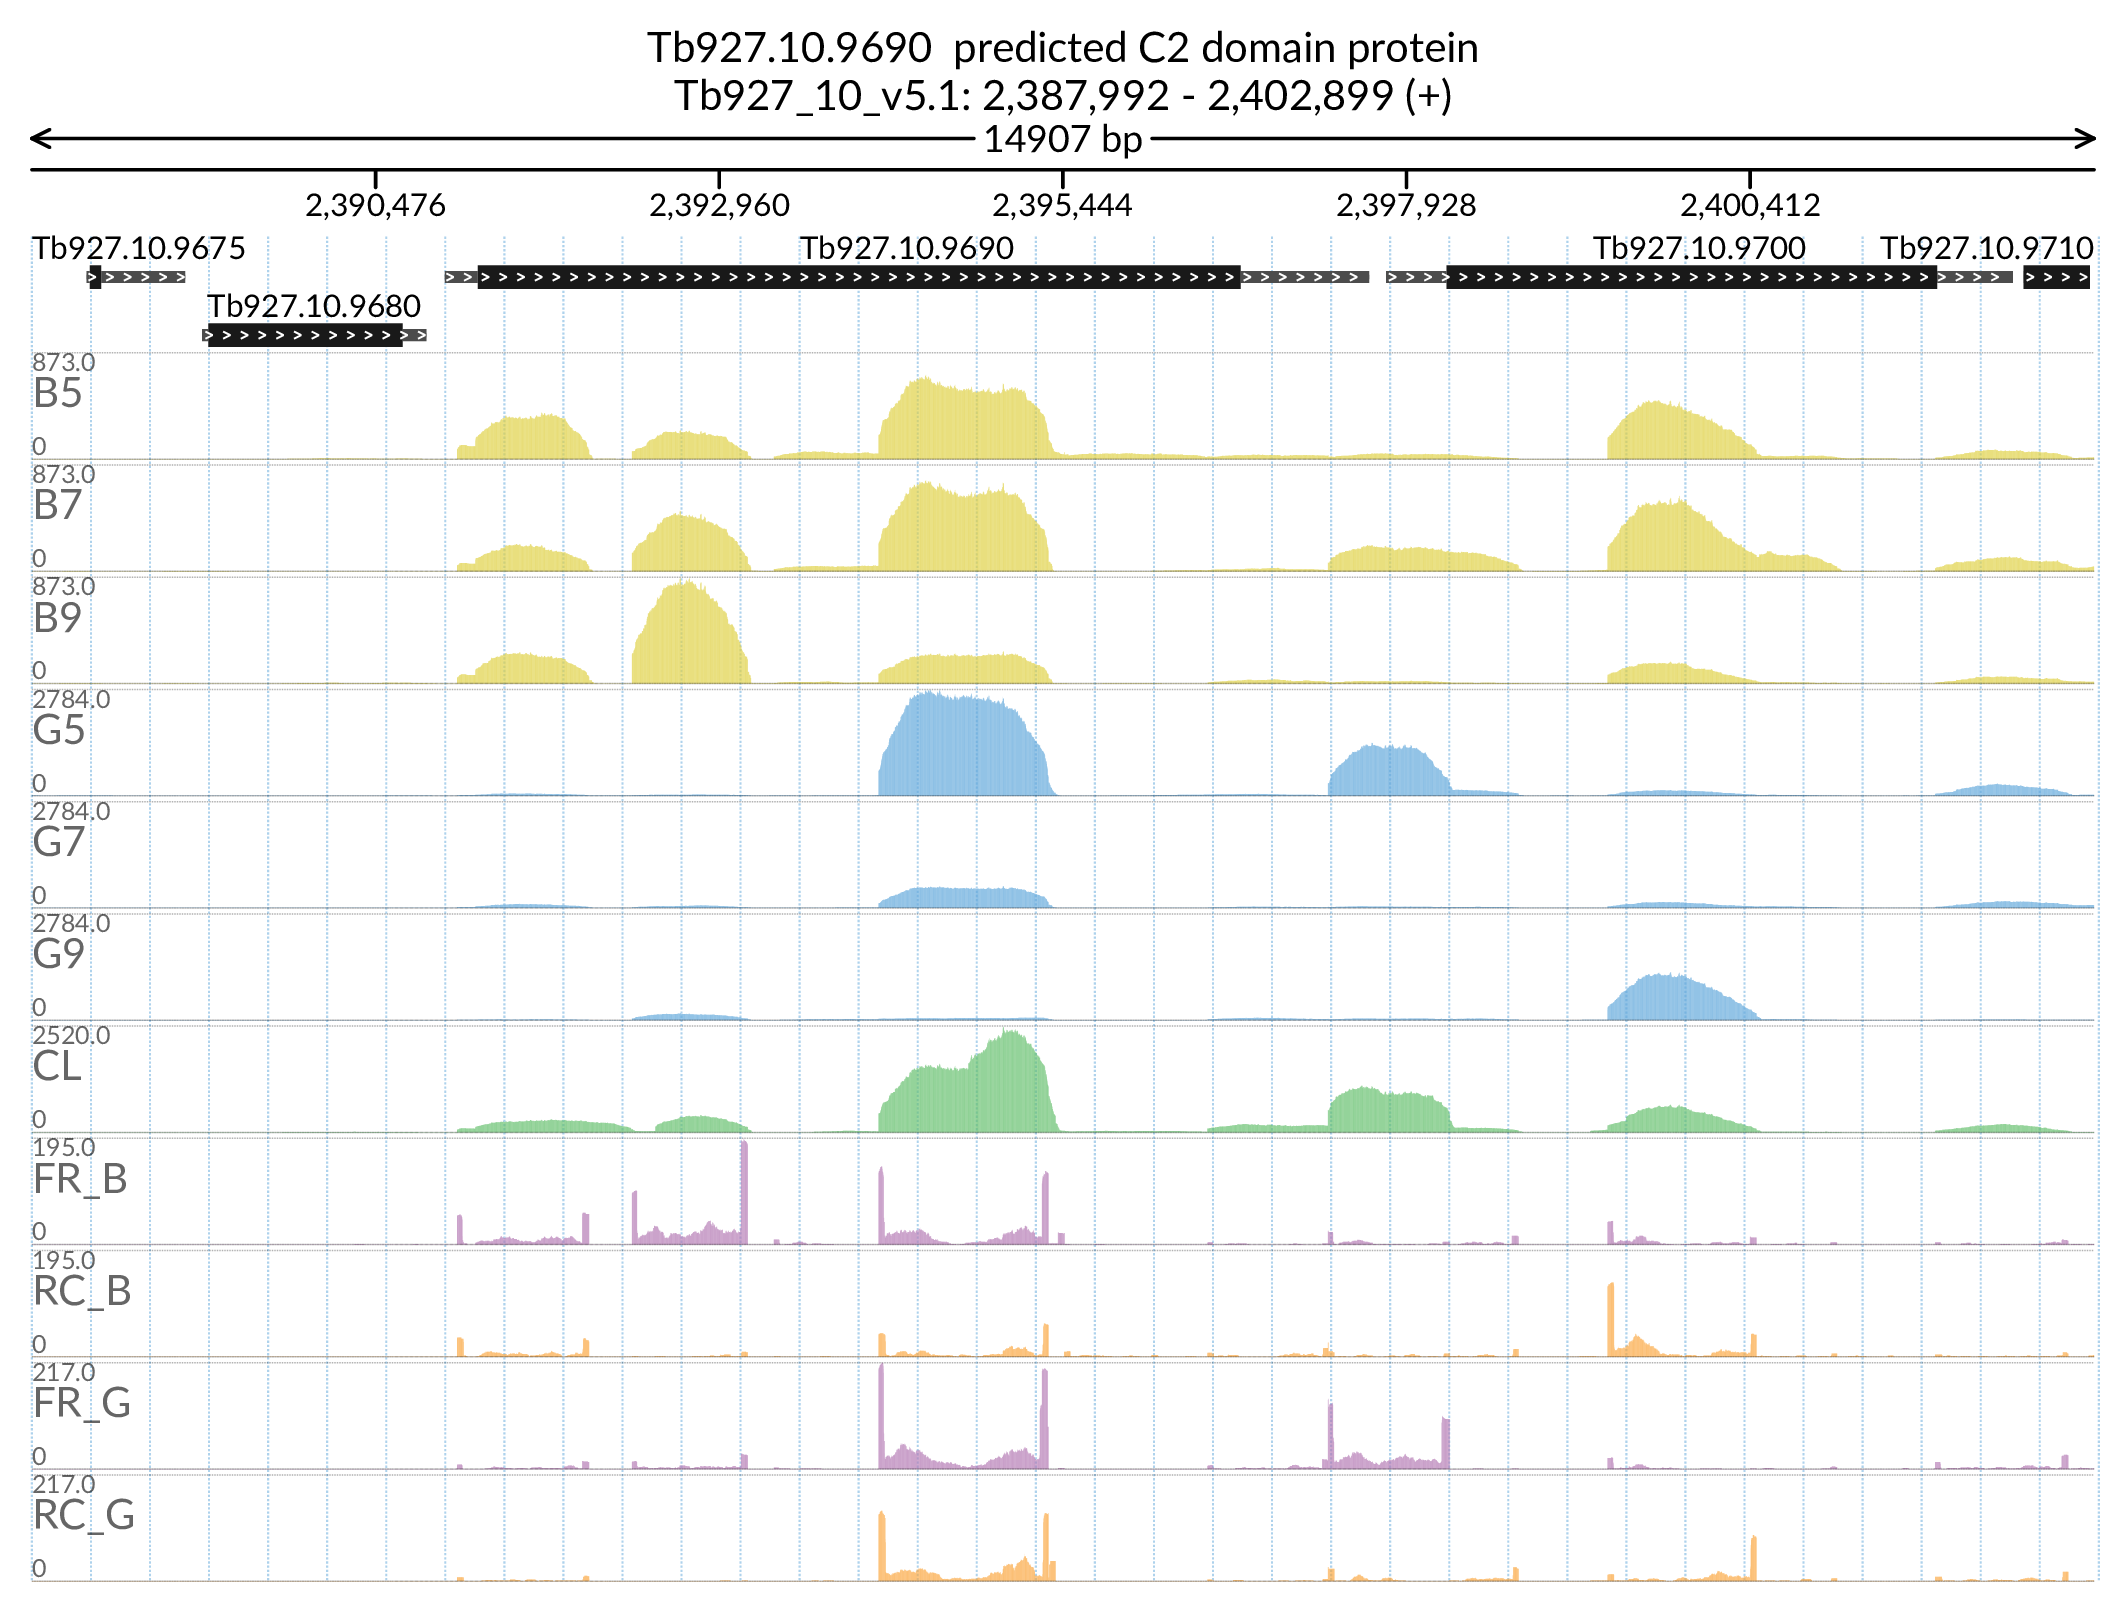 Tb927.10.9690  predicted C2 domain protein
Tb927_10_v5.1: 2,387,992 - 2,402,899 (+)
14907 bp
2,390,476 2,392,960 2,395,444 2,397,928 2,400,412
Tb927.10.9675 Tb927.10.9690 Tb927.10.9700 Tb927.10.9710
Tb927.10.9680
873.0
B5
0
873.0
B7
0
873.0
B9
0
2784.0
G5
0
2784.0
G7
0
2784.0
G9
0
2520.0
CL
0
195.0
FR_B
0
195.0
RC_B
0
217.0
FR_G
0
217.0
RC_G
0